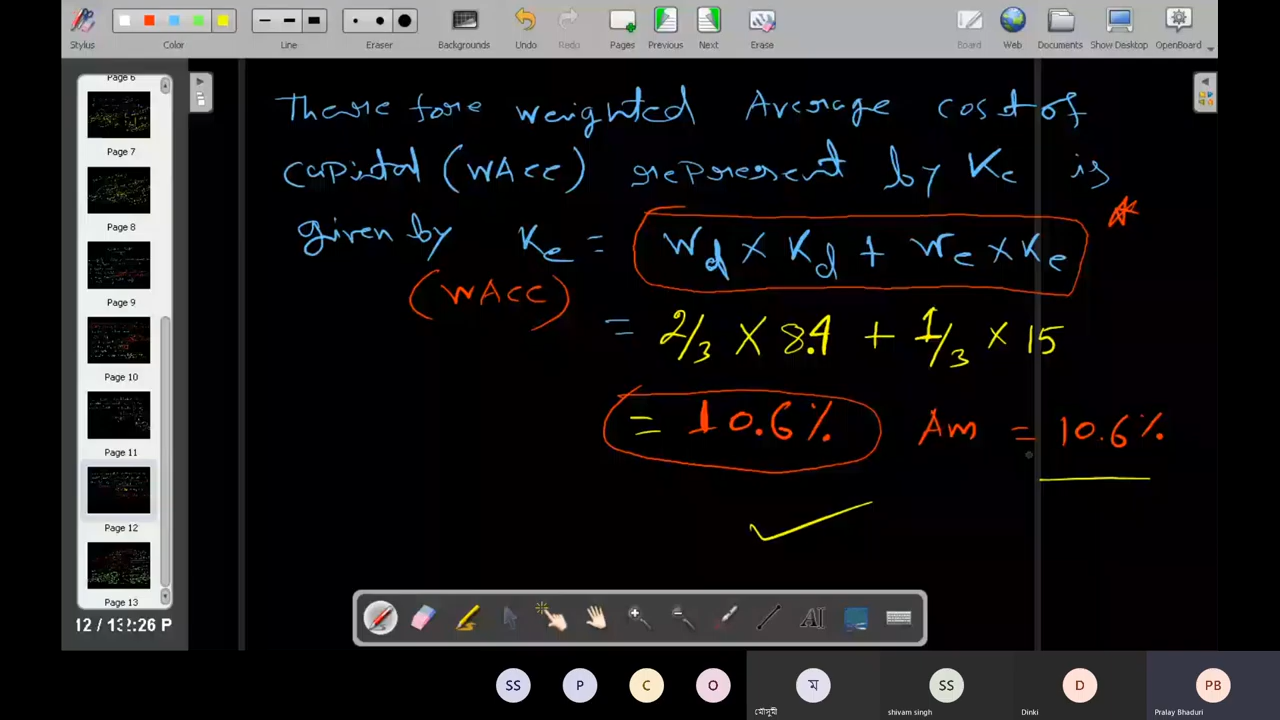 Stylus Color Line Eraser Backgrounds Undo Redo Pages Previous Next Erase Board Web Documents Show Desktop OpenBoard
Page 6
Page 7
Page 8
Page 9
Page 10
Page 11
Page 12
Page 13
Therefore weighted Average cost of
capital (WACC) represent by Kc is
given by Kc = Wd X Kd + We X Ke
(WACC)
= 2/3 X 8.4 + 1/3 X 15
= 10.6% Ans = 10.6%
SS P C O ম SS D PB
মৌসুমী shivam singh Dinki Pralay Bhaduri